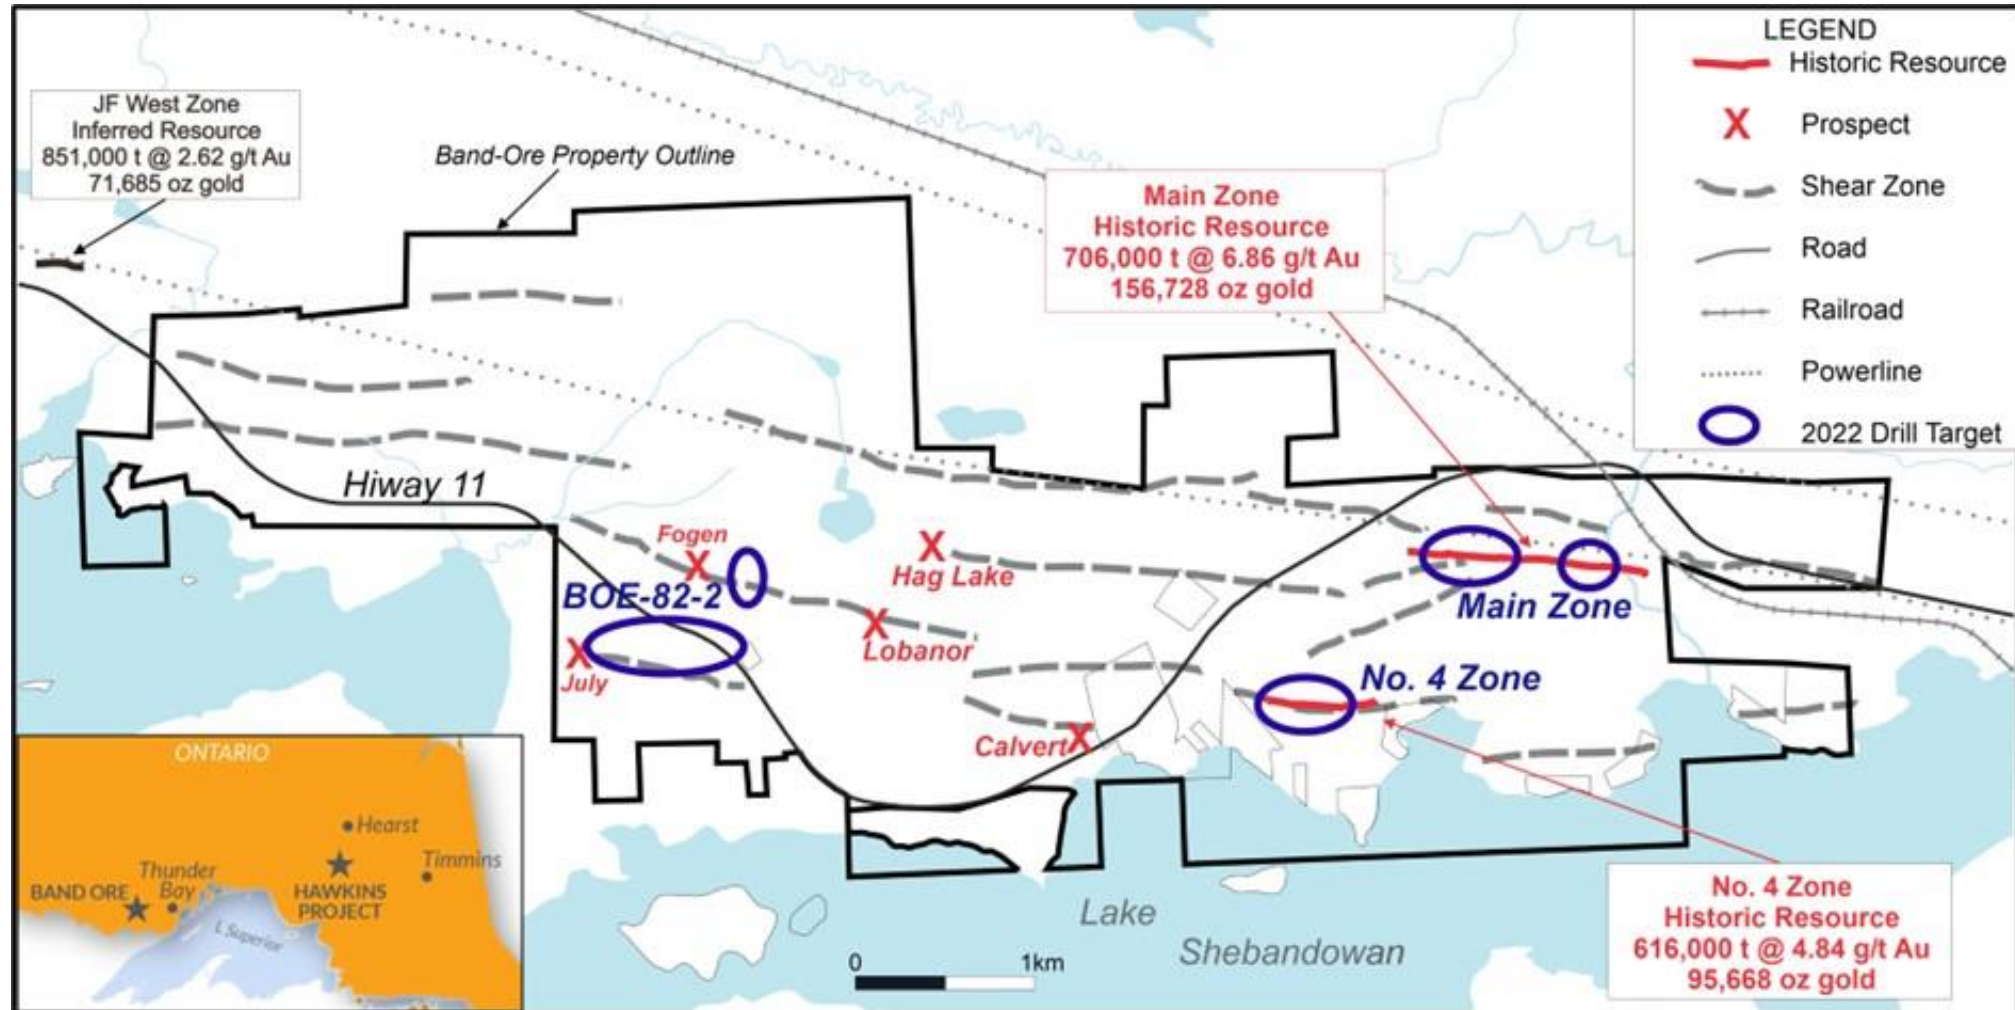 JF West Zone
Inferred Resource
851,000 t @ 2.62 g/t Au
71,685 oz gold
Band-Ore Property Outline
Main Zone
Historic Resource
706,000 t @ 6.86 g/t Au
156,728 oz gold
LEGEND
Historic Resource
Prospect
Shear Zone
Road
Railroad
Powerline
2022 Drill Target
Hiway 11
Fogen
X
BOE-82-2
X
July
X
Hag Lake
X
Lobanor
Calvert X
Main Zone
No. 4 Zone
No. 4 Zone
Historic Resource
616,000 t @ 4.84 g/t Au
95,668 oz gold
Lake
Shebandowan
0 1km
ONTARIO
Hearst
Timmins
Thunder
Bay
BAND ORE
HAWKINS
PROJECT
L Superior